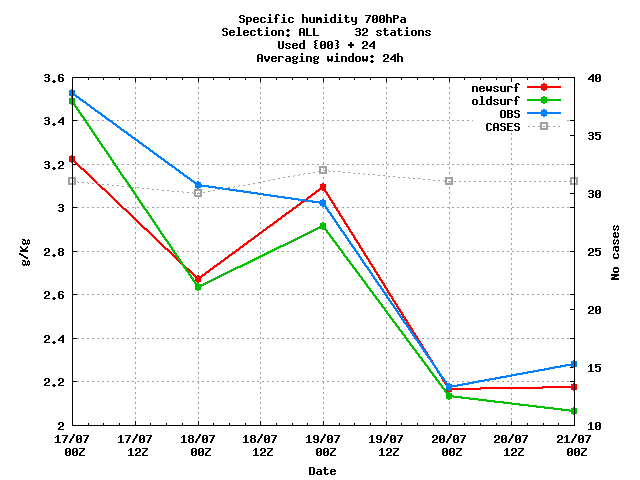 Specific humidity 700hPa
Selection: ALL     32 stations
Used {00} + 24
Averaging window: 24h
newsurf
oldsurf
OBS
CASES
g/Kg
3.6
3.4
3.2
3
2.8
2.6
2.4
2.2
2
40
35
30
25
20
15
10
No cases
17/07 17/07 18/07 18/07 19/07 19/07 20/07 20/07 21/07
00Z 12Z 00Z 12Z 00Z 12Z 00Z 12Z 00Z
Date